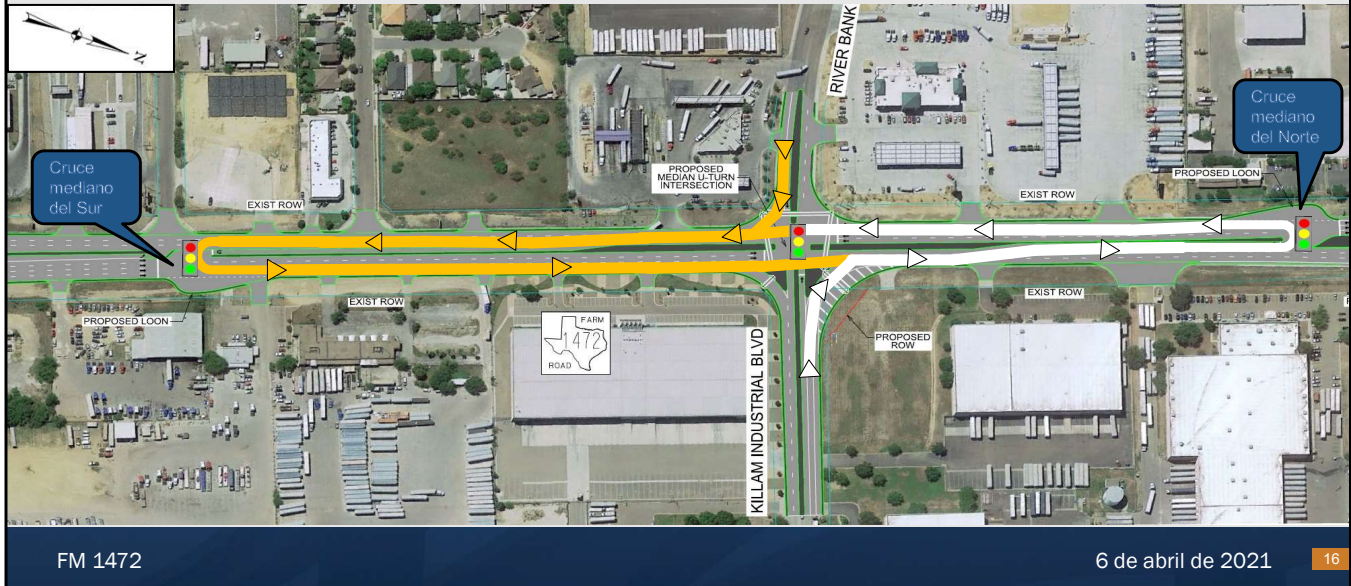 N
RIVER BANK
Cruce
mediano
del Norte
PROPOSED LOON
Cruce
mediano
del Sur
PROPOSED
MEDIAN U-TURN
INTERSECTION
EXIST ROW
EXIST ROW
EXIST ROW
EXIST ROW
PROPOSED LOON
FARM
1472
ROAD
KILLAM INDUSTRIAL BLVD
PROPOSED
ROW
FM 1472
6 de abril de 2021
16